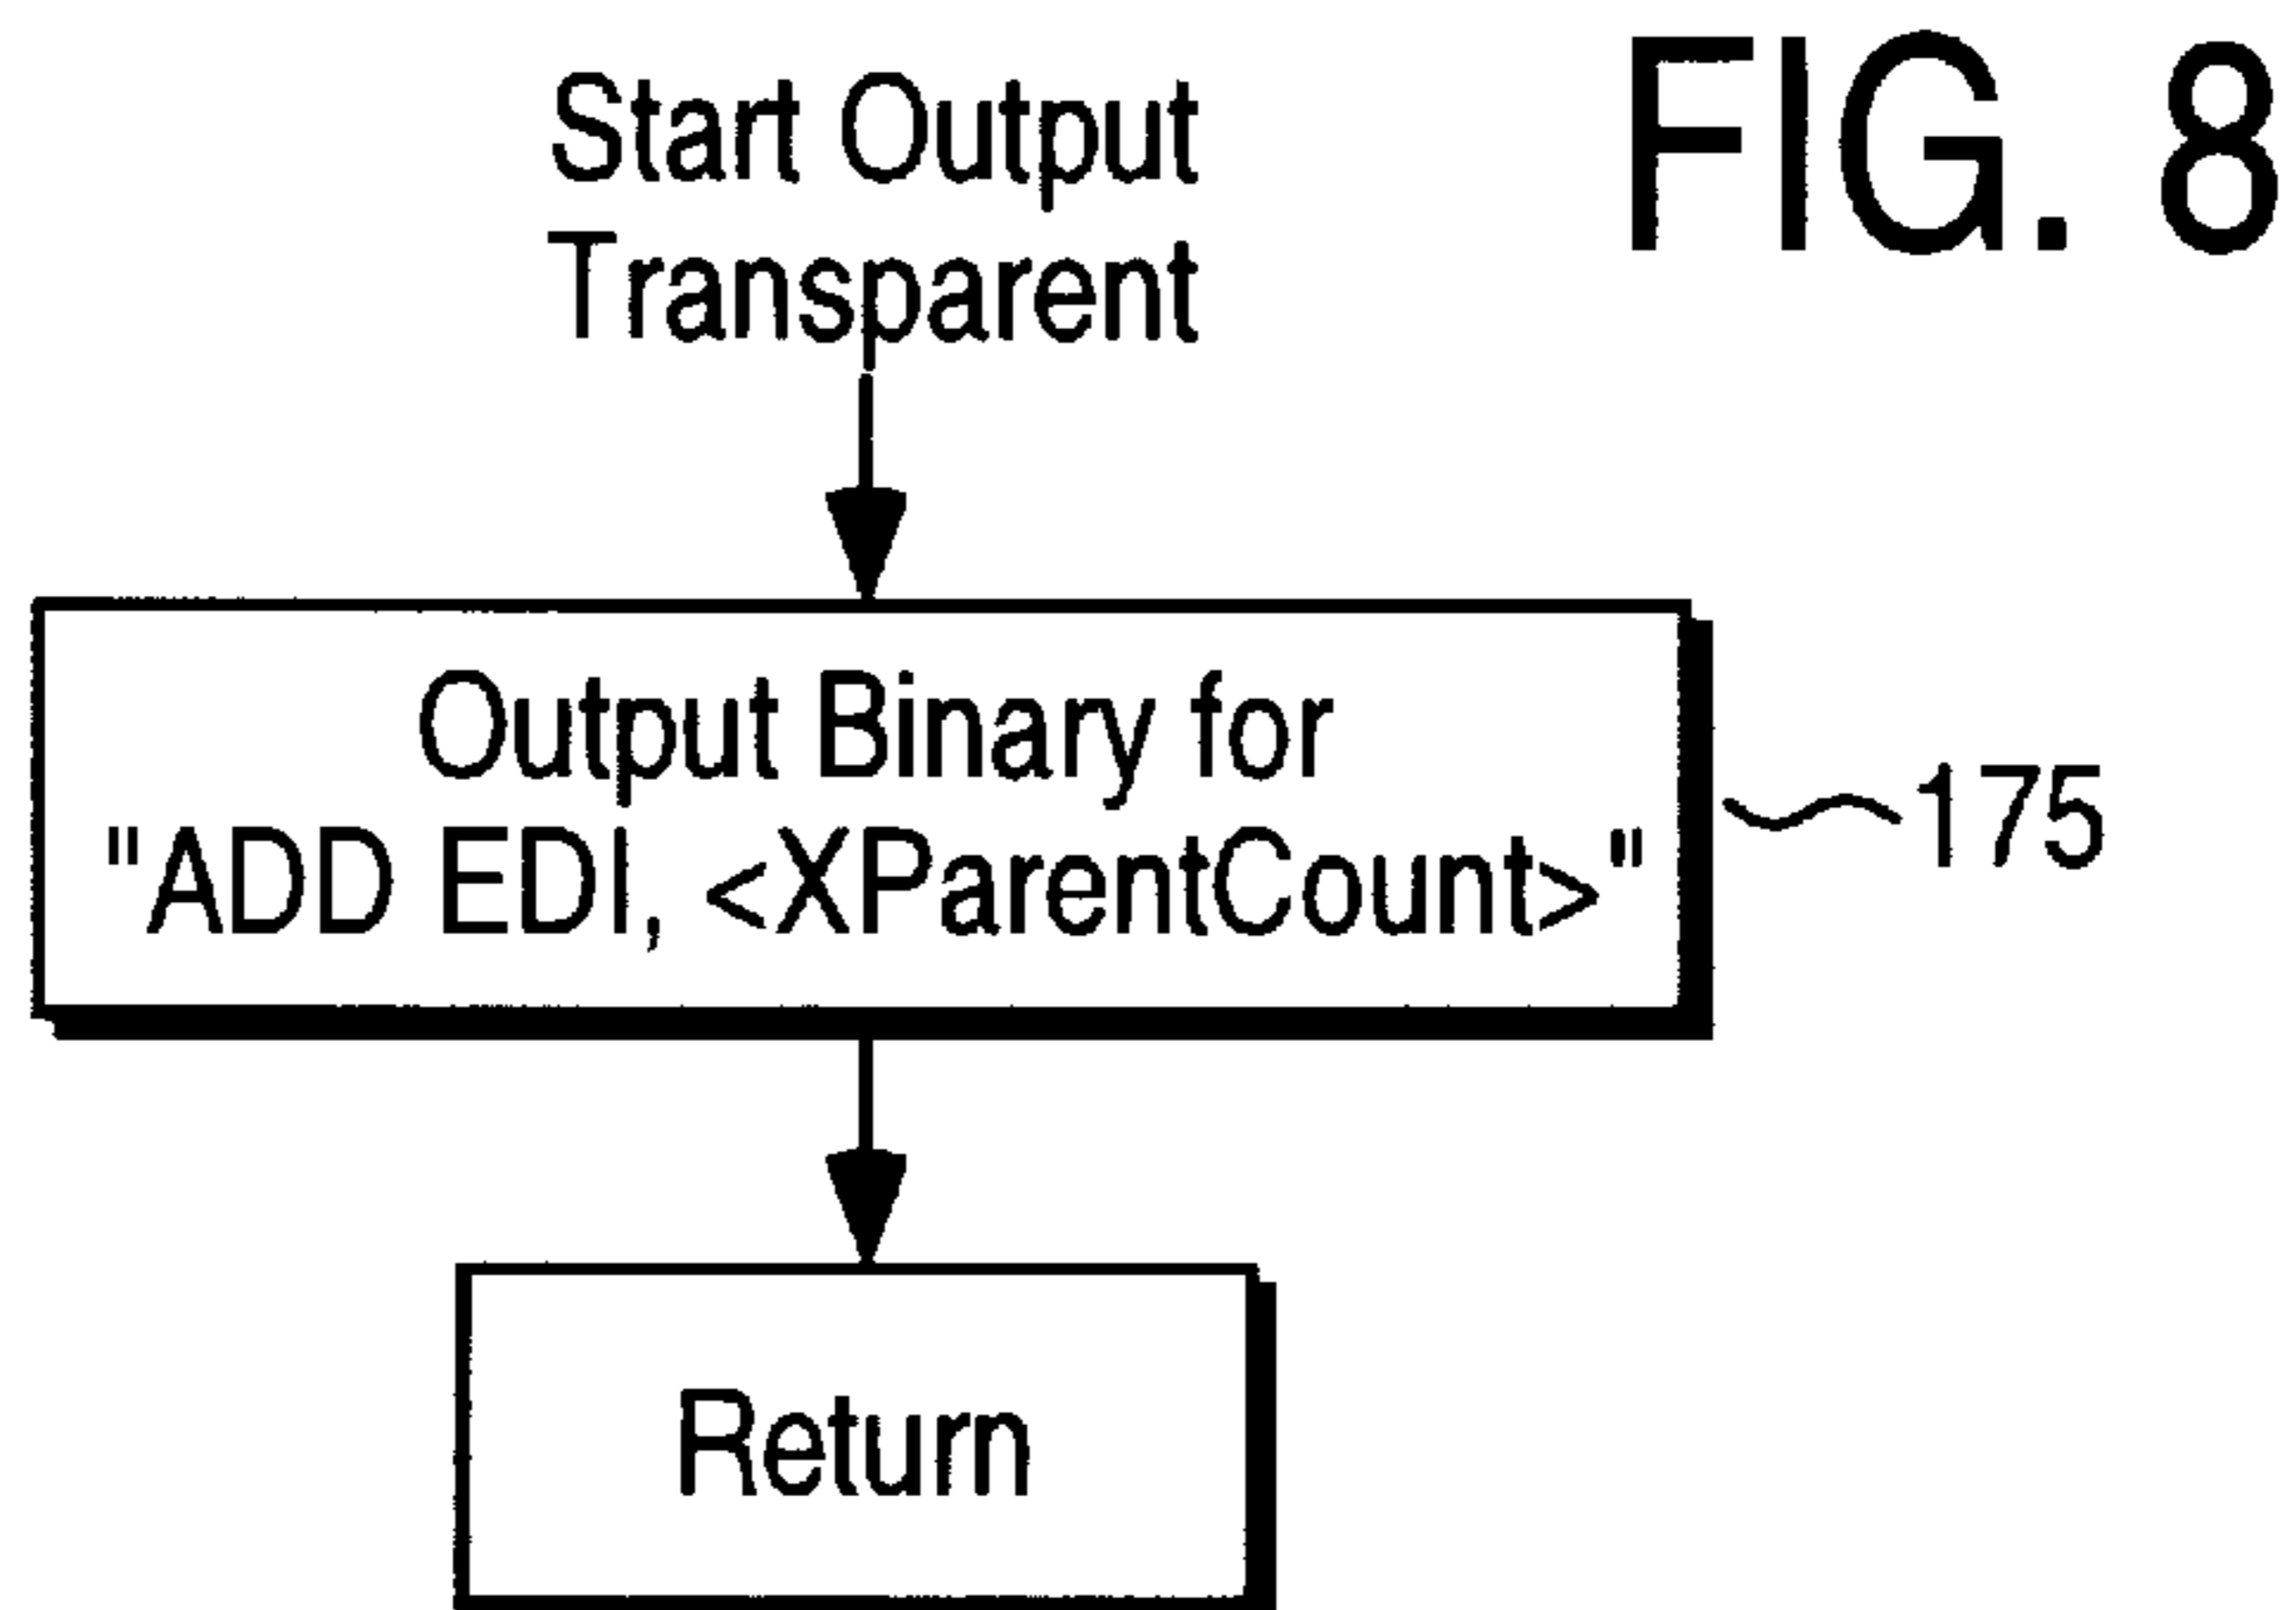 FIG. 8
Start Output
Transparent
Output Binary for
"ADD EDI, <XParentCount>"
175
Return